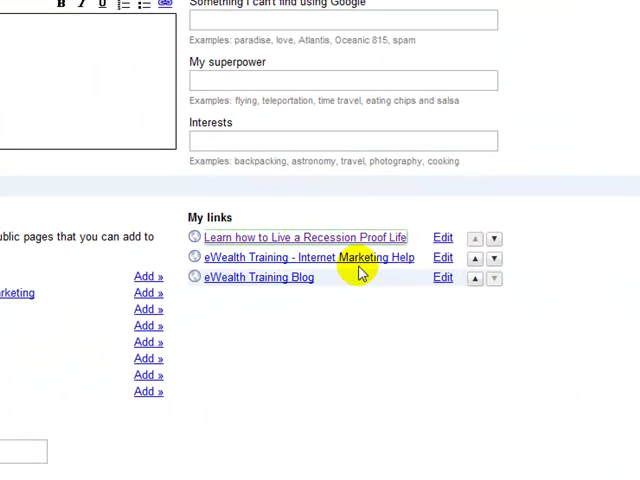 B I U
Something I can't find using Google
Examples: paradise, love, Atlantis, Oceanic 815, spam
My superpower
Examples: flying, teleportation, time travel, eating chips and salsa
Interests
Examples: backpacking, astronomy, travel, photography, cooking
My links
ublic pages that you can add to
Learn how to Live a Recession Proof Life Edit
eWealth Training - Internet Marketing Help Edit
eWealth Training Blog Edit
Add »
rketing Add »
Add »
Add »
Add »
Add »
Add »
Add »